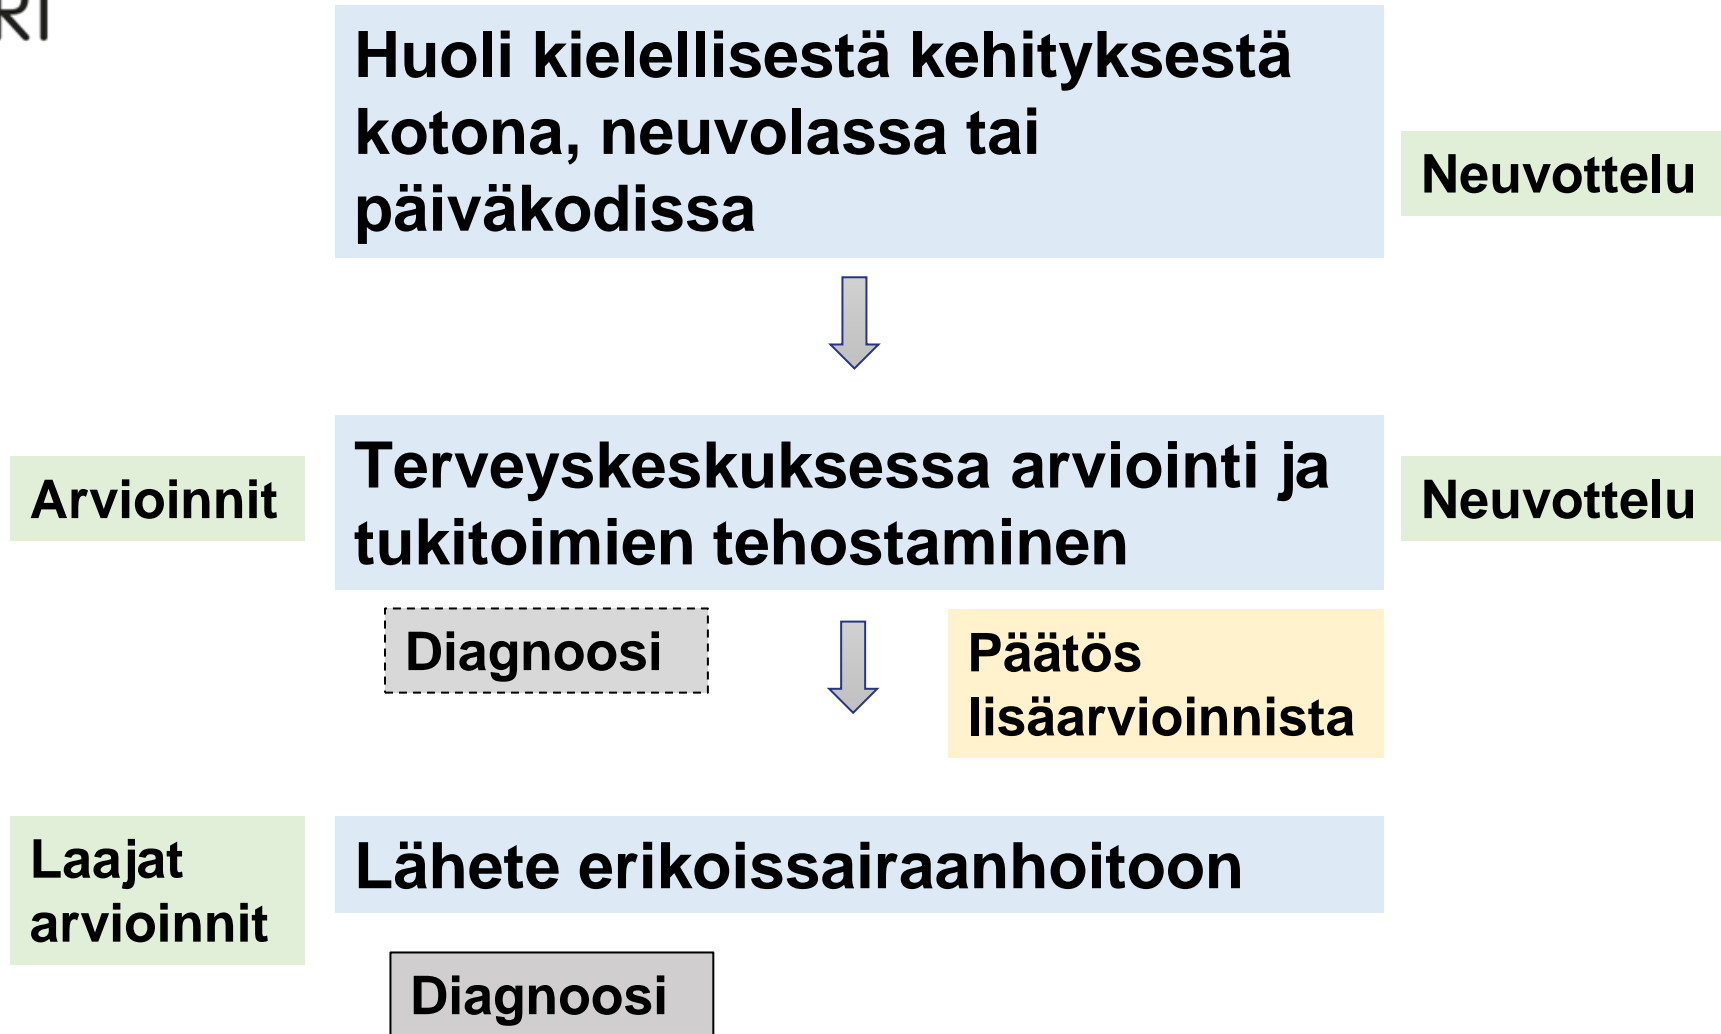 RI
Huoli kielellisestä kehityksestä
kotona, neuvolassa tai
päiväkodissa
Neuvottelu
Arvioinnit
Terveyskeskuksessa arviointi ja
tukitoimien tehostaminen
Neuvottelu
Diagnoosi
Päätös
lisäarvioinnista
Laajat
arvioinnit
Lähete erikoissairaanhoitoon
Diagnoosi